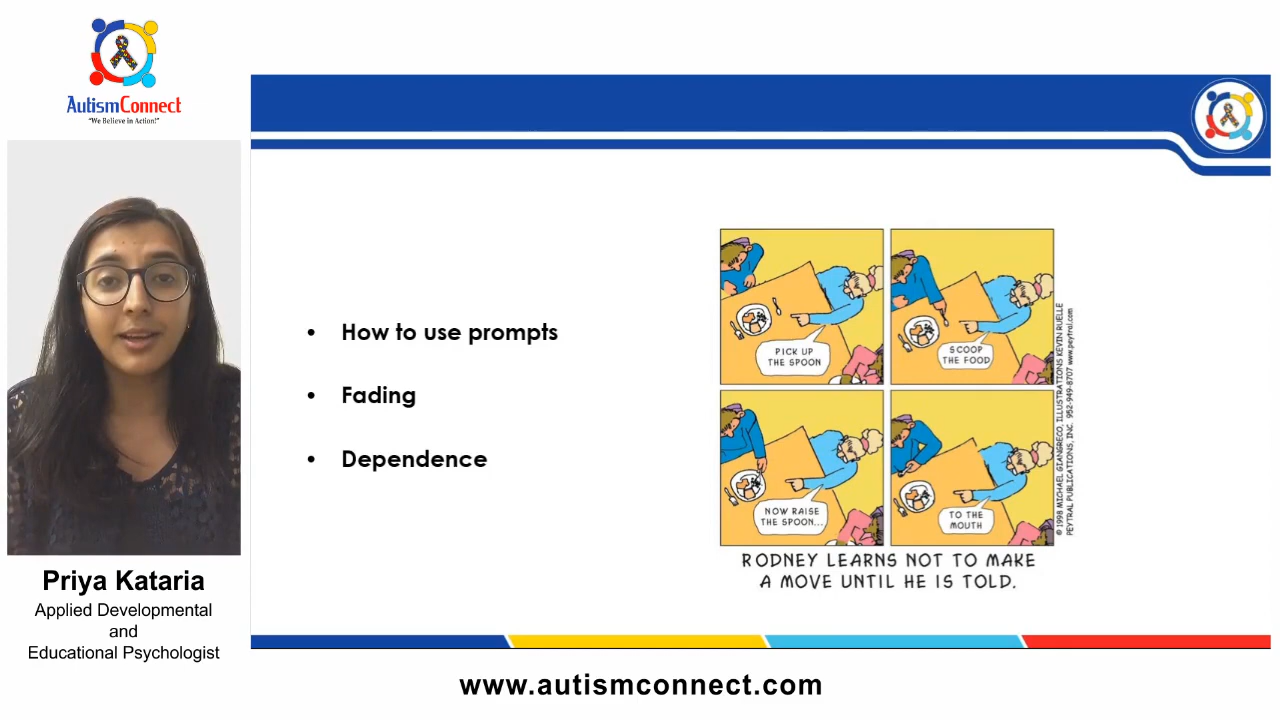 AutismConnect
"We Believe in Action!"
Priya Kataria
Applied Developmental
and
Educational Psychologist
• How to use prompts
• Fading
• Dependence
PICK UP
THE SPOON
SCOOP
THE FOOD
NOW RAISE
THE SPOON...
TO THE
MOUTH
© 1998 MICHAEL GIANGRECO, ILLUSTRATIONS KEVIN RUELLE
PEYTRAL PUBLICATIONS, INC. 952-949-8707 www.peytral.com
RODNEY LEARNS NOT TO MAKE
A MOVE UNTIL HE IS TOLD.
www.autismconnect.com